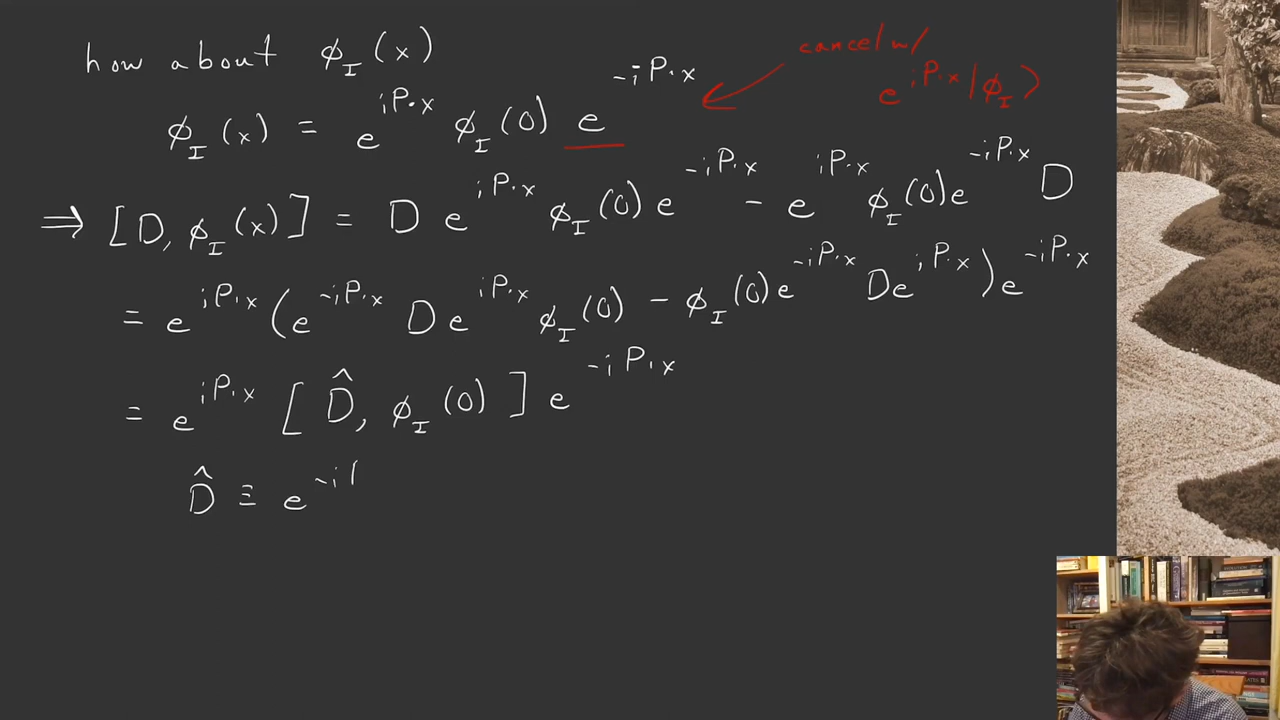 how about ϕ_I(x)
cancel w/ e^{iP·x}|ϕ_I⟩
ϕ_I(x) = e^{iP·x} ϕ_I(0) e^{-iP·x}
⇒ [D, ϕ_I(x)] = D e^{iP·x} ϕ_I(0) e^{-iP·x} - e^{iP·x} ϕ_I(0) e^{-iP·x} D
= e^{iP·x} (e^{-iP·x} D e^{iP·x} ϕ_I(0) - ϕ_I(0) e^{-iP·x} D e^{iP·x}) e^{-iP·x}
= e^{iP·x} [D̂, ϕ_I(0)] e^{-iP·x}
D̂ ≡ e^{-i